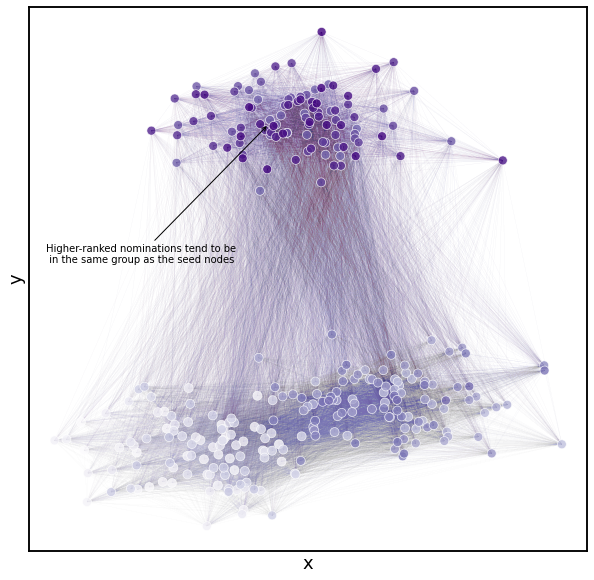 Higher-ranked nominations tend to be
in the same group as the seed nodes
y
x